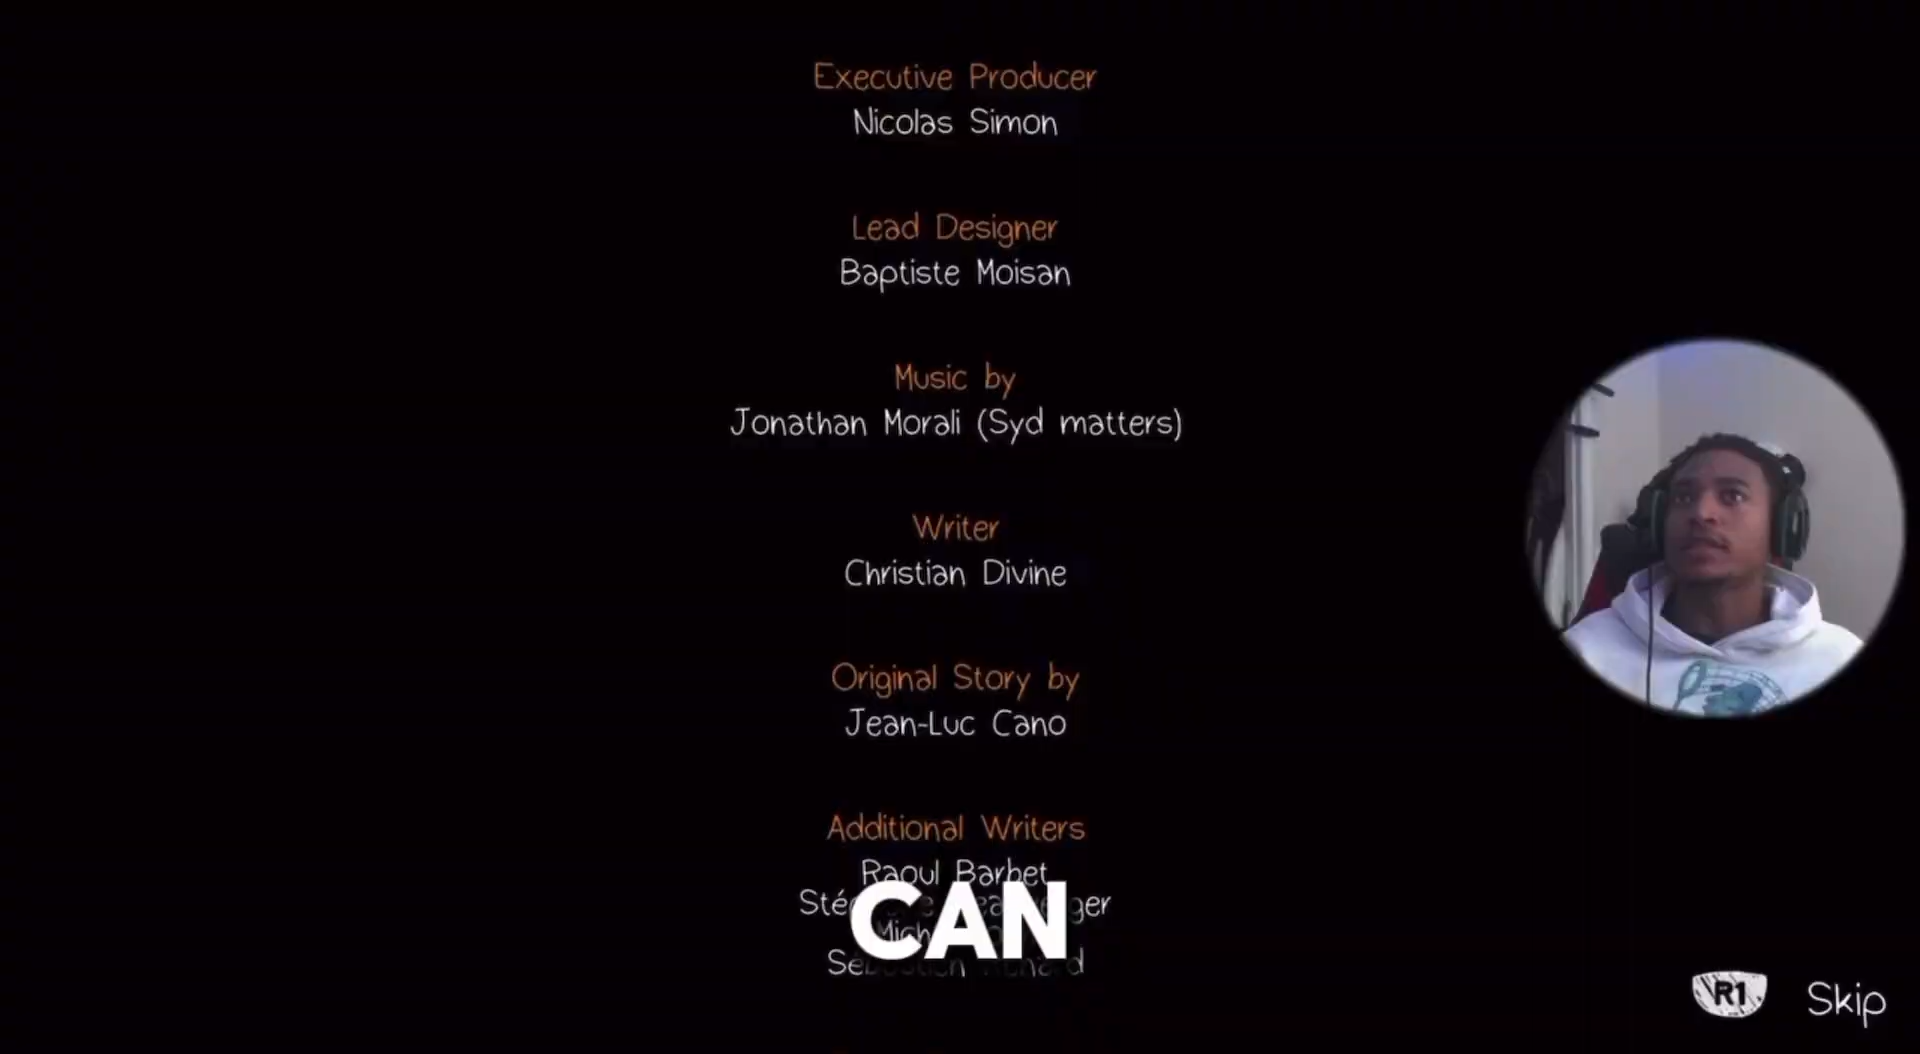 Executive Producer
Nicolas Simon
Lead Designer
Baptiste Moisan
Music by
Jonathan Morali (Syd matters)
Writer
Christian Divine
Original Story by
Jean-Luc Cano
Additional Writers
Raoul Barbet
CAN
R1 Skip